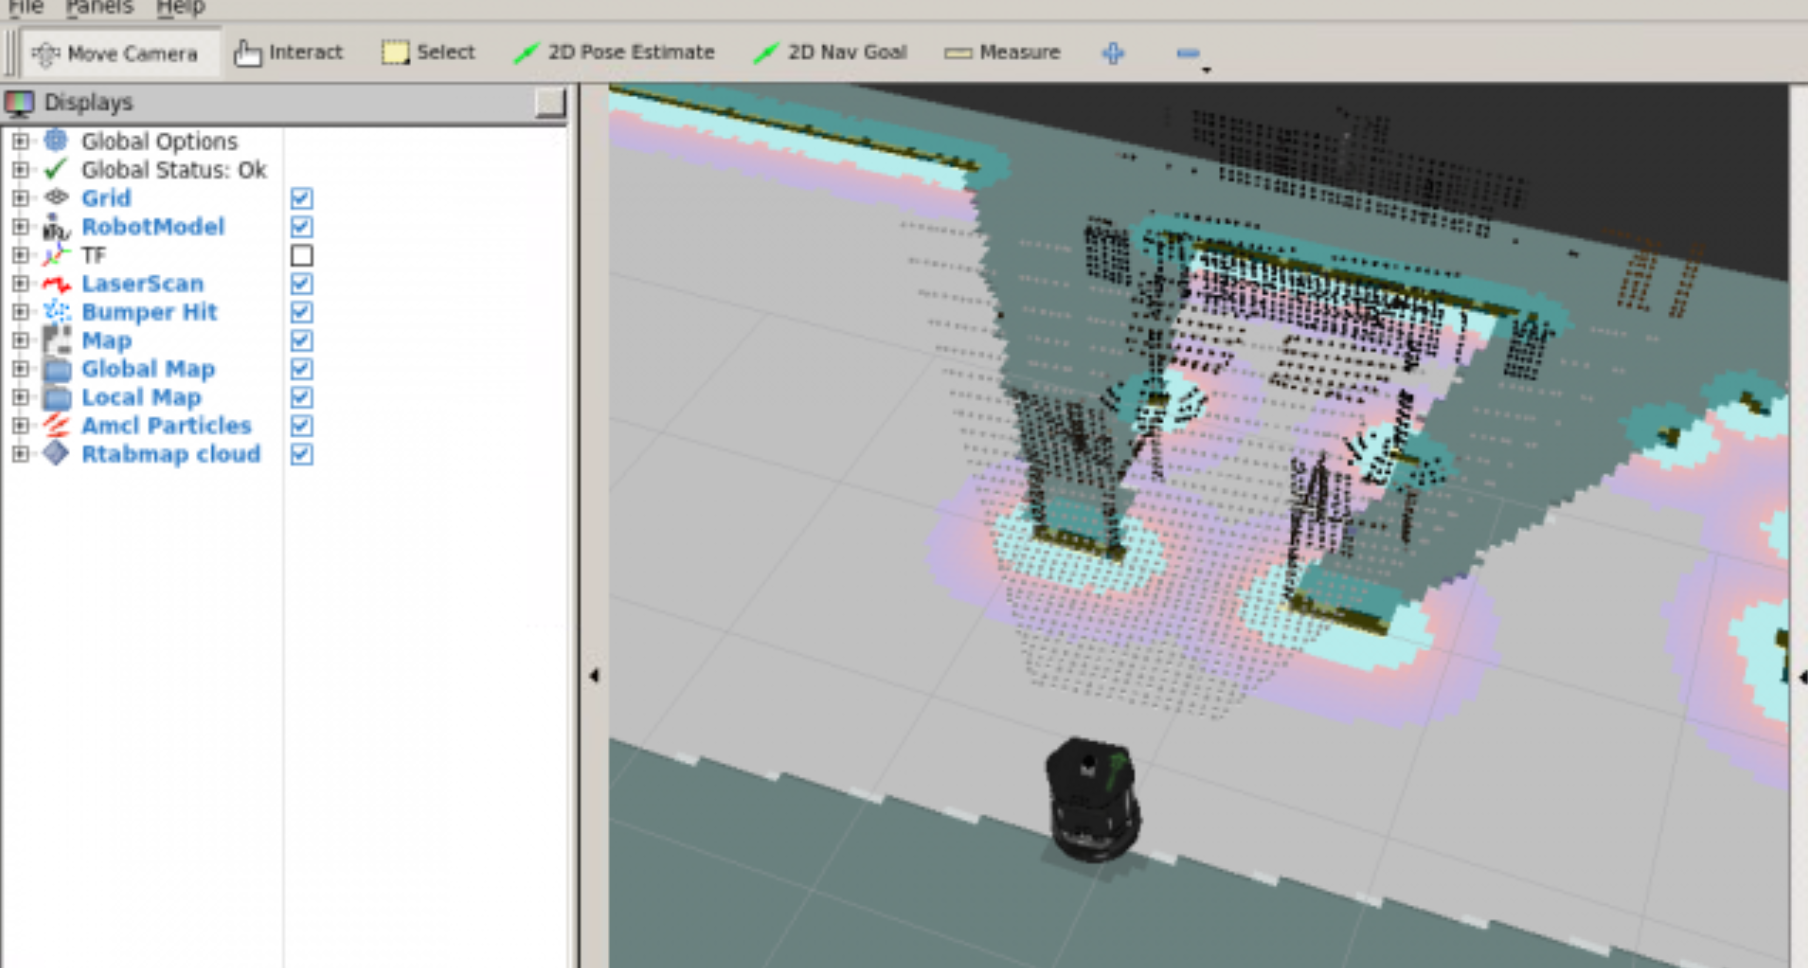 File Panels Help
Move Camera Interact Select 2D Pose Estimate 2D Nav Goal Measure
Displays
Global Options
Global Status: Ok
Grid
RobotModel
TF
LaserScan
Bumper Hit
Map
Global Map
Local Map
Amcl Particles
Rtabmap cloud